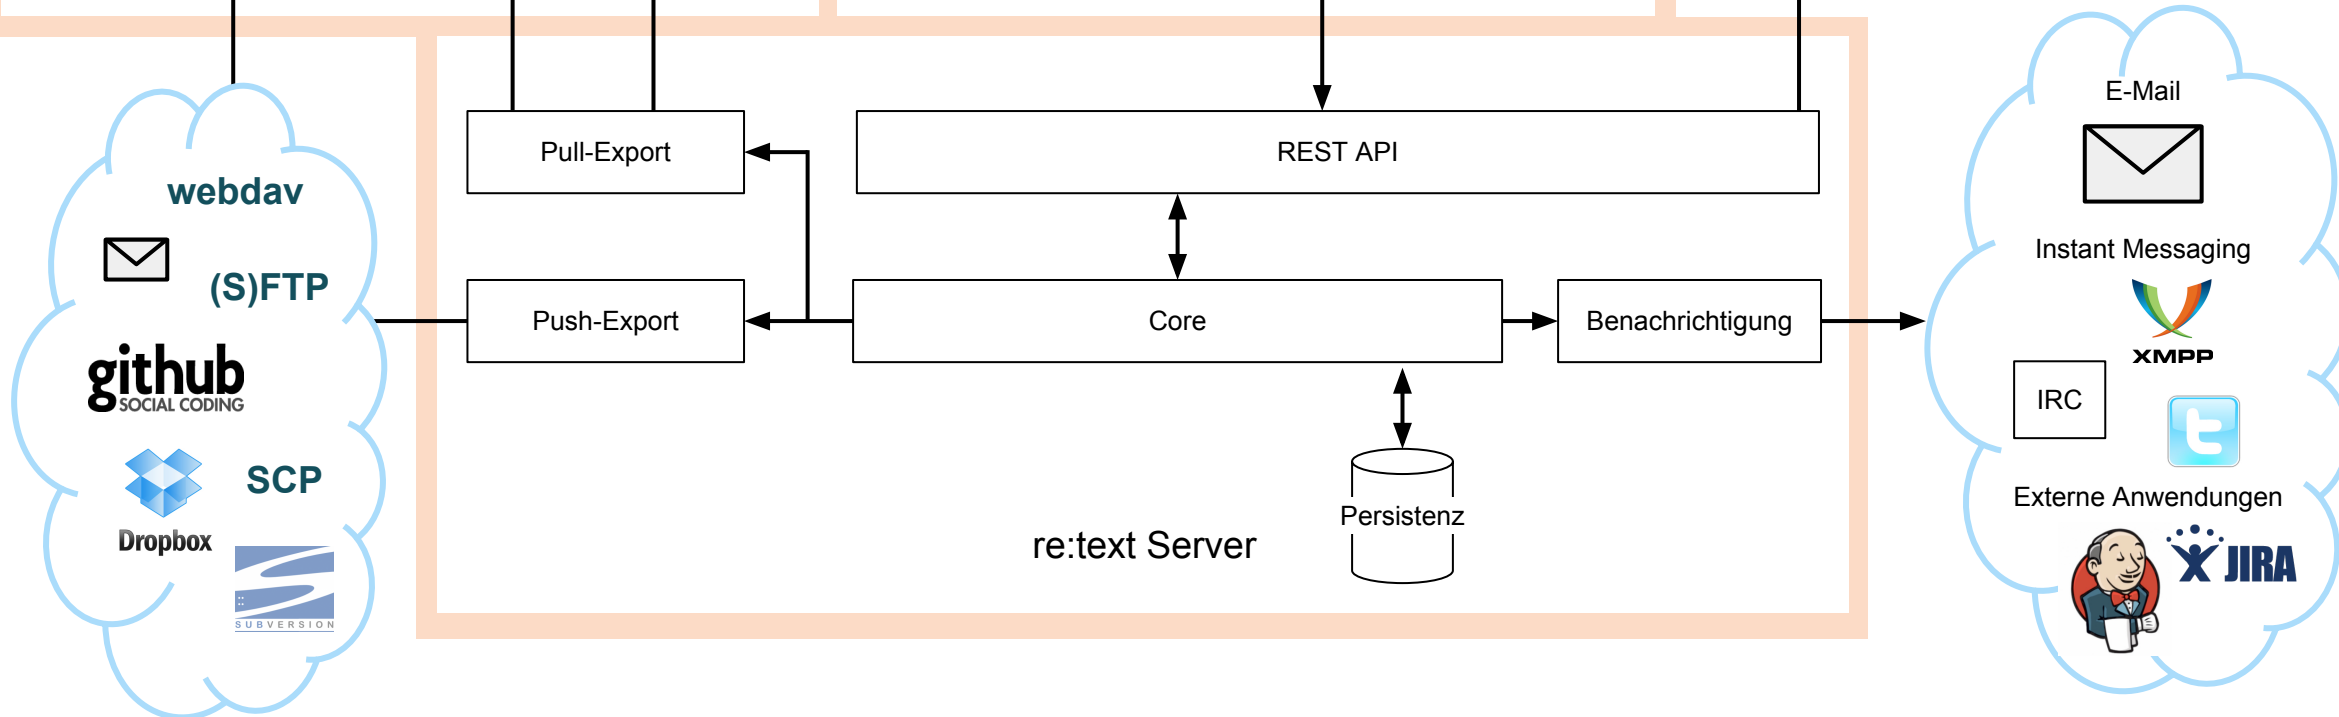 webdav
(S)FTP
github
SOCIAL CODING
SCP
Dropbox
SUBVERSION
Pull-Export
REST API
Push-Export
Core
Benachrichtigung
Persistenz
re:text Server
E-Mail
Instant Messaging
XMPP
IRC
t
Externe Anwendungen
JIRA